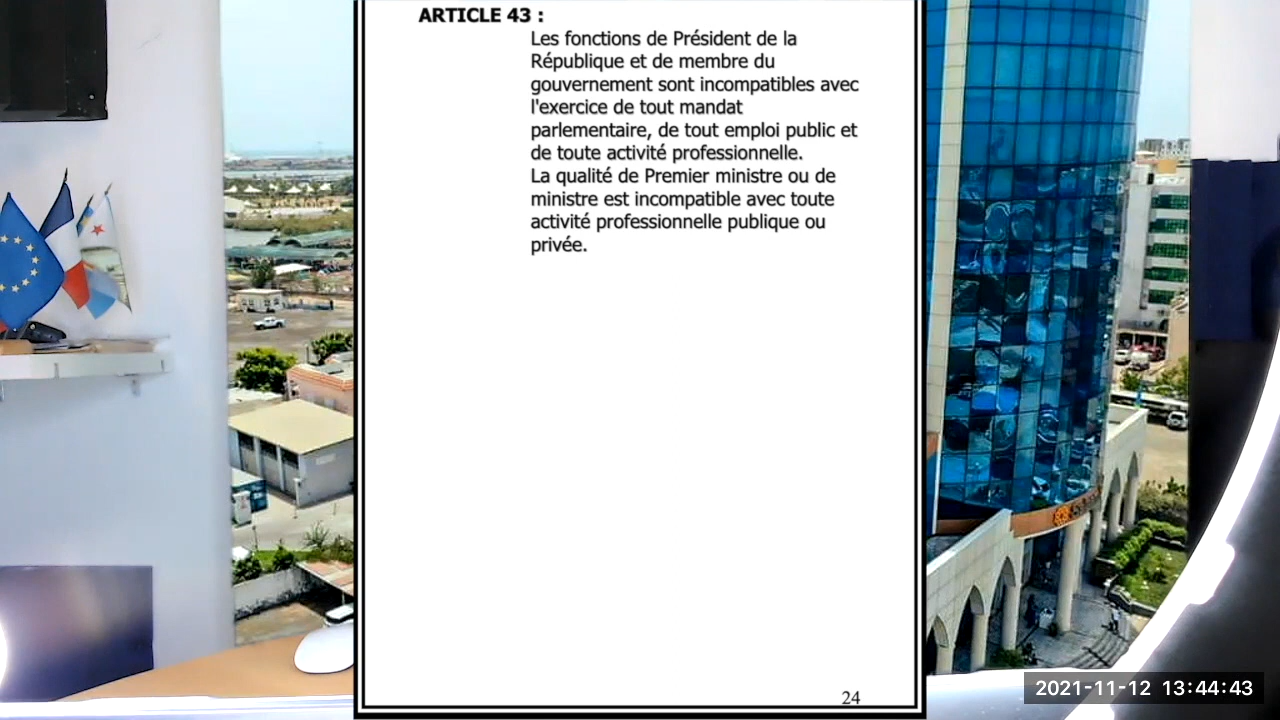 ARTICLE 43 :
Les fonctions de Président de la
République et de membre du
gouvernement sont incompatibles avec
l'exercice de tout mandat
parlementaire, de tout emploi public et
de toute activité professionnelle.
La qualité de Premier ministre ou de
ministre est incompatible avec toute
activité professionnelle publique ou
privée.
24
2021-11-12 13:44:43